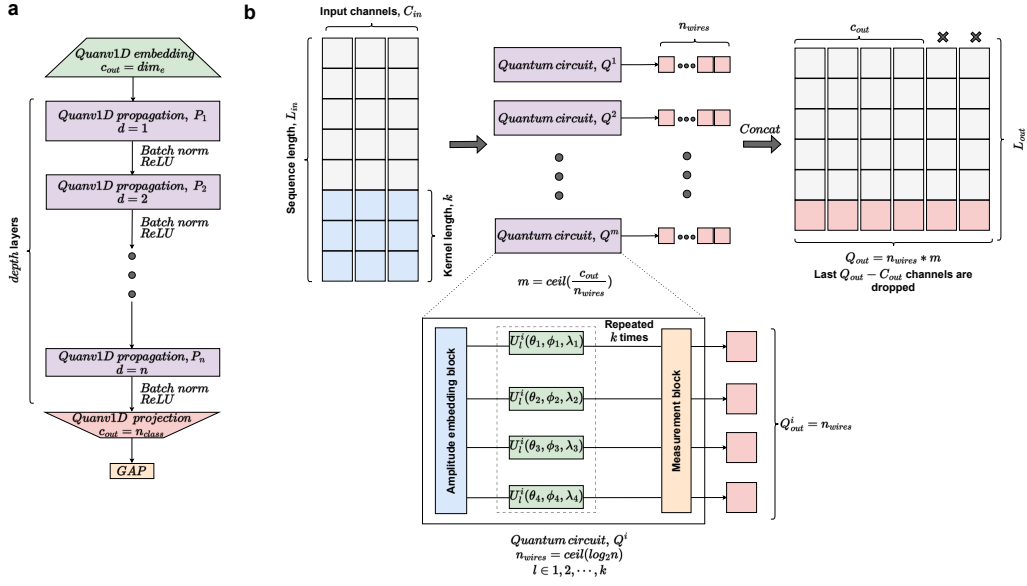 a
Quanv1D embedding
c_out = dim_e
Quanv1D propagation, P_1
d = 1
Batch norm
ReLU
Quanv1D propagation, P_2
d = 2
Batch norm
ReLU
depth layers
Quanv1D propagation, P_n
d = n
Batch norm
ReLU
Quanv1D projection
c_out = n_class
GAP
b
Input channels, C_in
Sequence length, L_in
Kernel length, k
Quantum circuit, Q^1
Quantum circuit, Q^2
Quantum circuit, Q^m
n_wires
m = ceil(c_out/n_wires)
Concat
c_out
L_out
Q_out = n_wires * m
Last Q_out − C_out channels are
dropped
Amplitude embedding block
U_l^i(θ_1, ϕ_1, λ_1)
U_l^i(θ_2, ϕ_2, λ_2)
U_l^i(θ_3, ϕ_3, λ_3)
U_l^i(θ_4, ϕ_4, λ_4)
Repeated
k times
Measurement block
Q_out^i = n_wires
Quantum circuit, Q^i
n_wires = ceil(log_2 n)
l ∈ 1, 2, ⋯, k